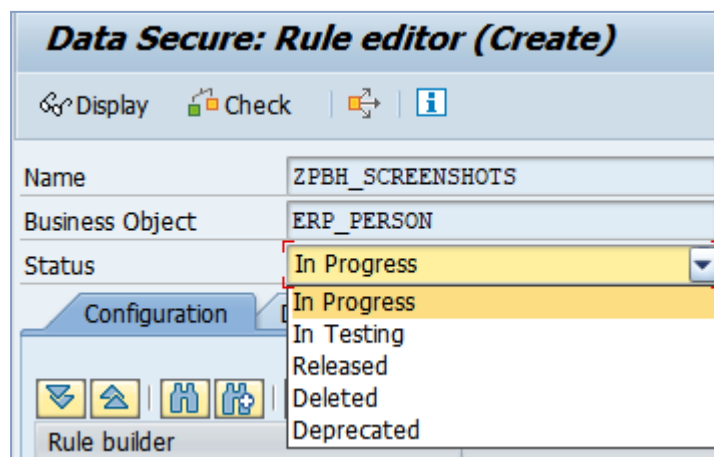 Data Secure: Rule editor (Create)
Display Check
Name ZPBH_SCREENSHOTS
Business Object ERP_PERSON
Status In Progress
In Progress
Configuration
In Testing
Released
Deleted
Deprecated
Rule builder